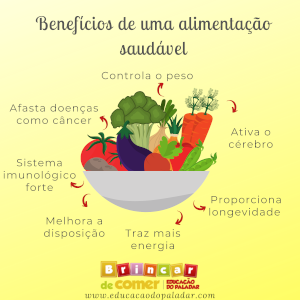 Benefícios de uma alimentação
saudável
Controla o peso
Afasta doenças
como câncer
Ativa o
cérebro
Sistema
imunológico
forte
Proporciona
longevidade
Melhora a
disposição
Traz mais
energia
Brincar
de comer
EDUCAÇÃO
DO PALADAR
www.educacaodopaladar.com